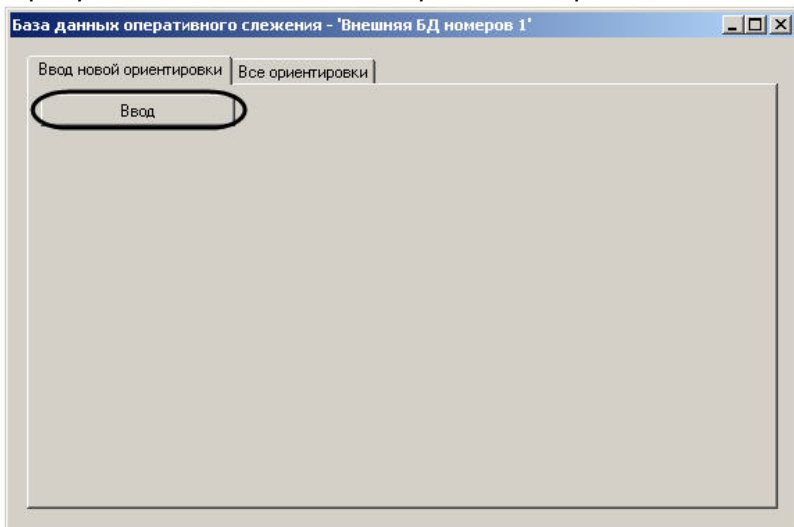 База данных оперативного слежения - 'Внешняя БД номеров 1'
Ввод новой ориентировки
Все ориентировки
Ввод